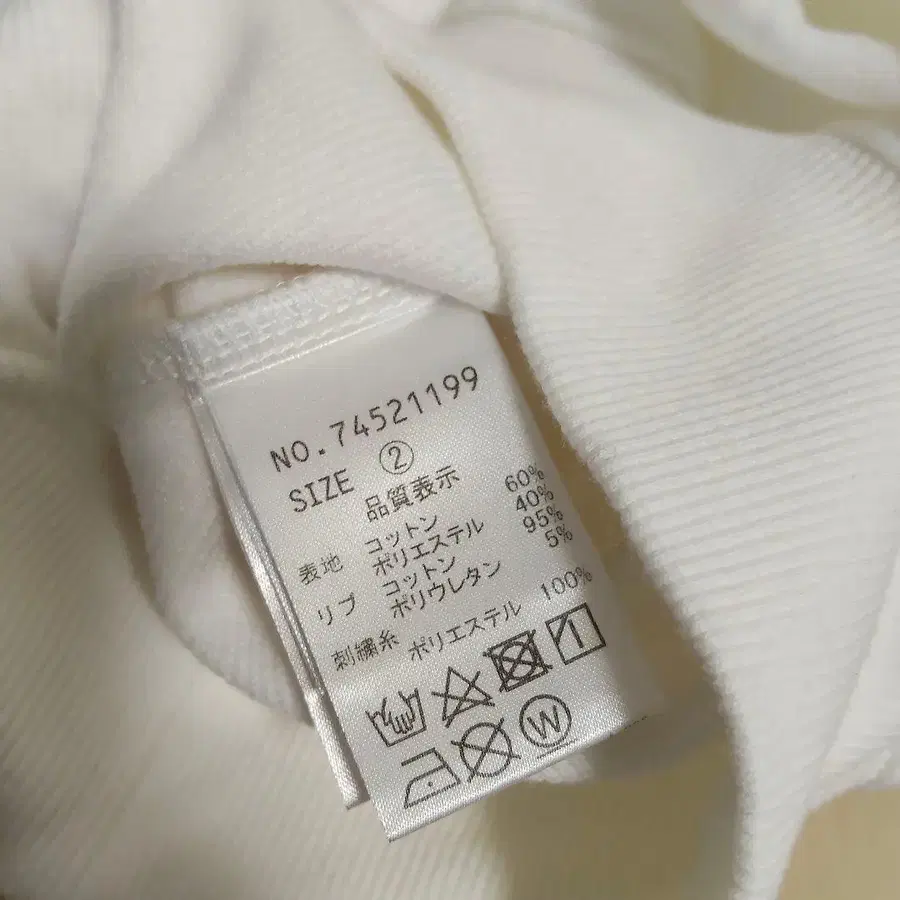 NO.74521199
SIZE ②
品質表示
表地 コットン 60%
ポリエステル 40%
リブ コットン 95%
ポリウレタン 5%
刺繍糸 ポリエステル 100%
W